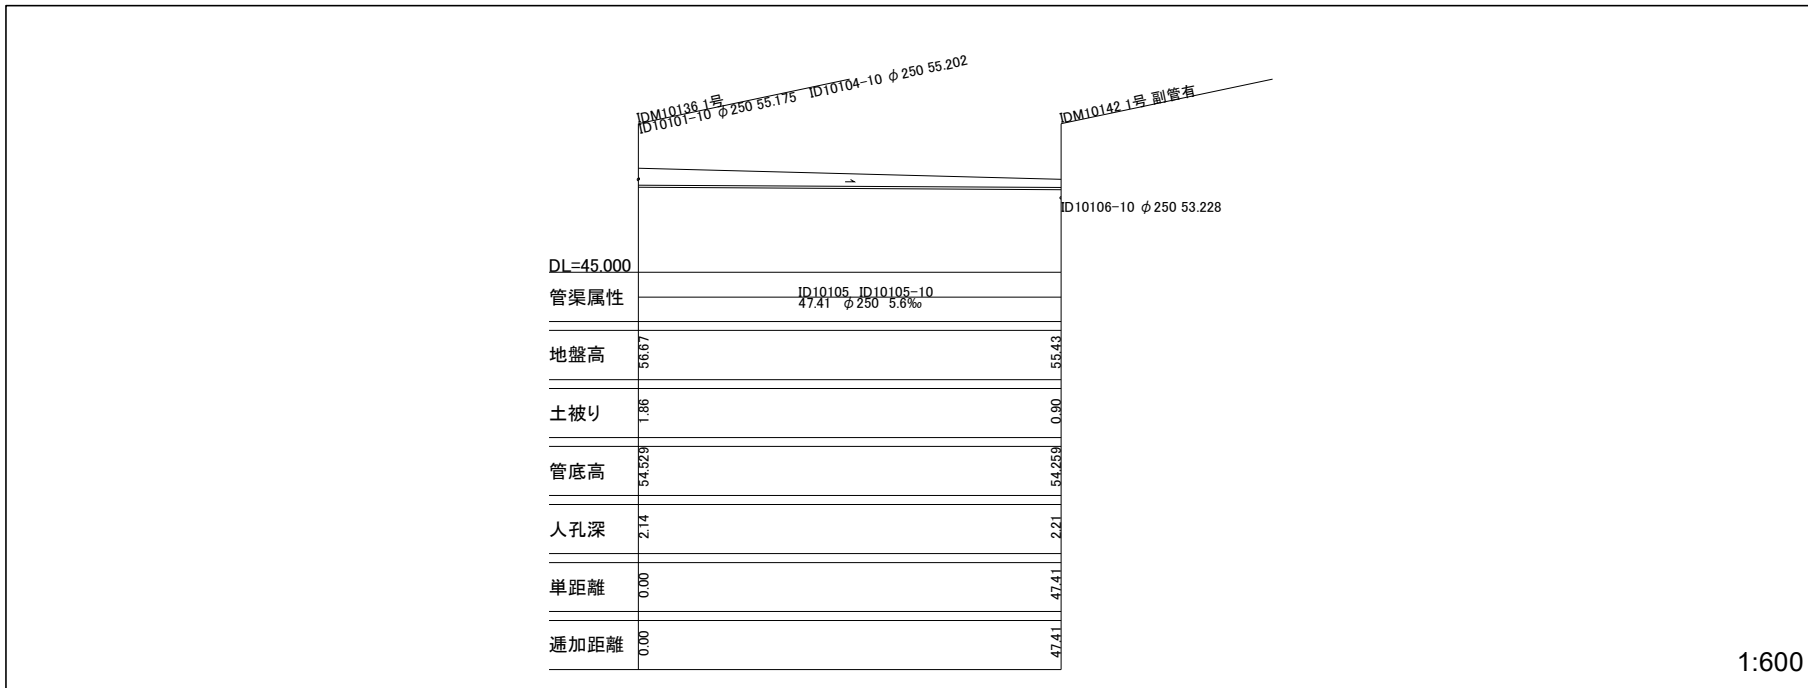 IDM10136 1号
ID10101-10 φ250 55.175 ID10104-10 φ250 55.202
IDM10142 1号 副管有
1
ID10106-10 φ250 53.228
DL=45.000
管渠属性
ID10105 ID10105-10
47.41 φ250 5.6‰
地盤高 56.67 55.43
土被り 1.86 0.90
管底高 54.529 54.259
人孔深 2.14 2.21
単距離 0.00 47.41
逓加距離 0.00 47.41
1:600